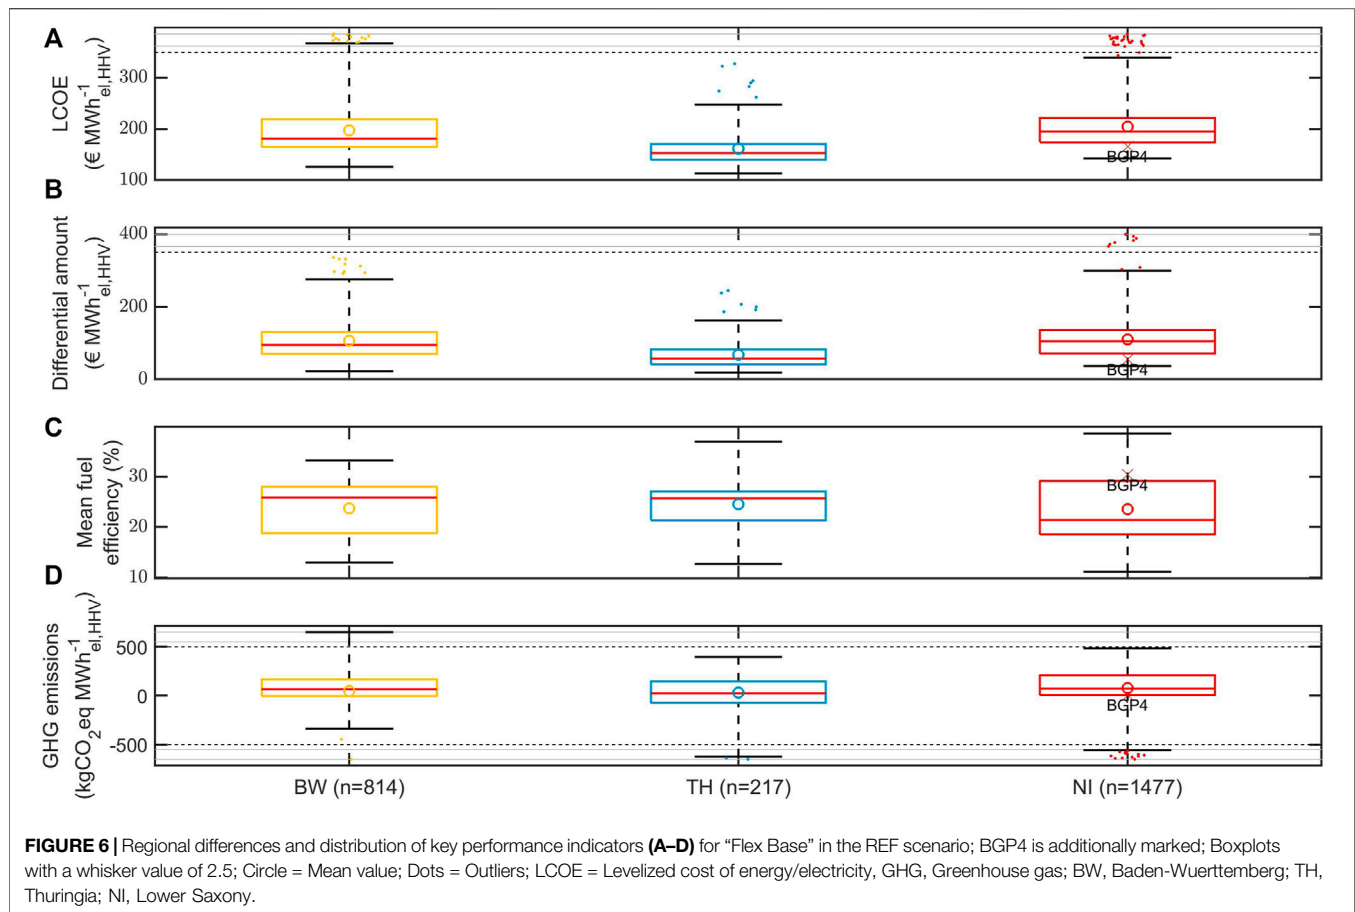 A
LCOE
(€ MWh-1el,HHV)
300
200
100
BGP4
B
Differential amount
(€ MWh-1el,HHV)
400
200
0
BGP4
C
Mean fuel
efficiency (%)
30
20
10
BGP4
D
GHG emissions
(kgCO2eq MWh-1el,HHV)
500
0
-500
BGP4
BW (n=814)
TH (n=217)
NI (n=1477)
FIGURE 6 | Regional differences and distribution of key performance indicators (A–D) for “Flex Base” in the REF scenario; BGP4 is additionally marked; Boxplots
with a whisker value of 2.5; Circle = Mean value; Dots = Outliers; LCOE = Levelized cost of energy/electricity, GHG, Greenhouse gas; BW, Baden-Wuerttemberg; TH,
Thuringia; NI, Lower Saxony.